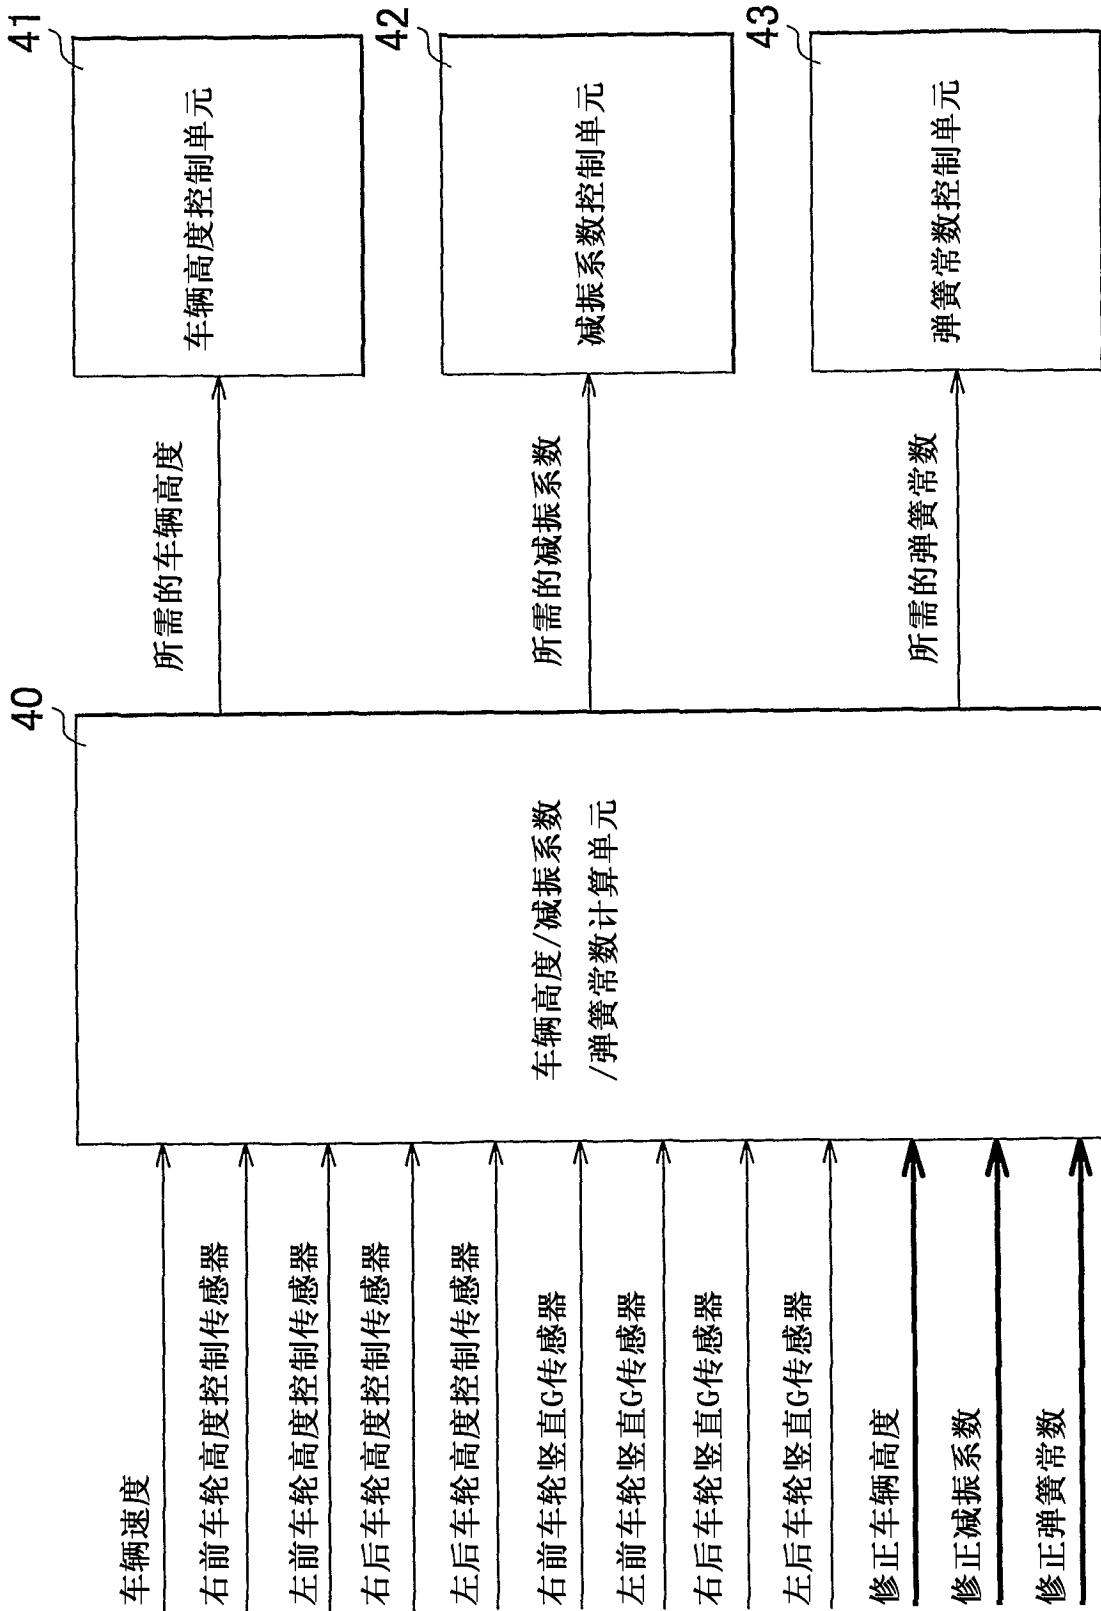 车辆速度
右前车轮高度控制传感器
左前车轮高度控制传感器
右后车轮高度控制传感器
左后车轮高度控制传感器
右前车轮竖直G传感器
左前车轮竖直G传感器
右后车轮竖直G传感器
左后车轮竖直G传感器
修正车辆高度
修正减振系数
修正弹簧常数
40
车辆高度/减振系数
/弹簧常数计算单元
所需的车辆高度
所需的减振系数
所需的弹簧常数
41
车辆高度控制单元
42
减振系数控制单元
43
弹簧常数控制单元